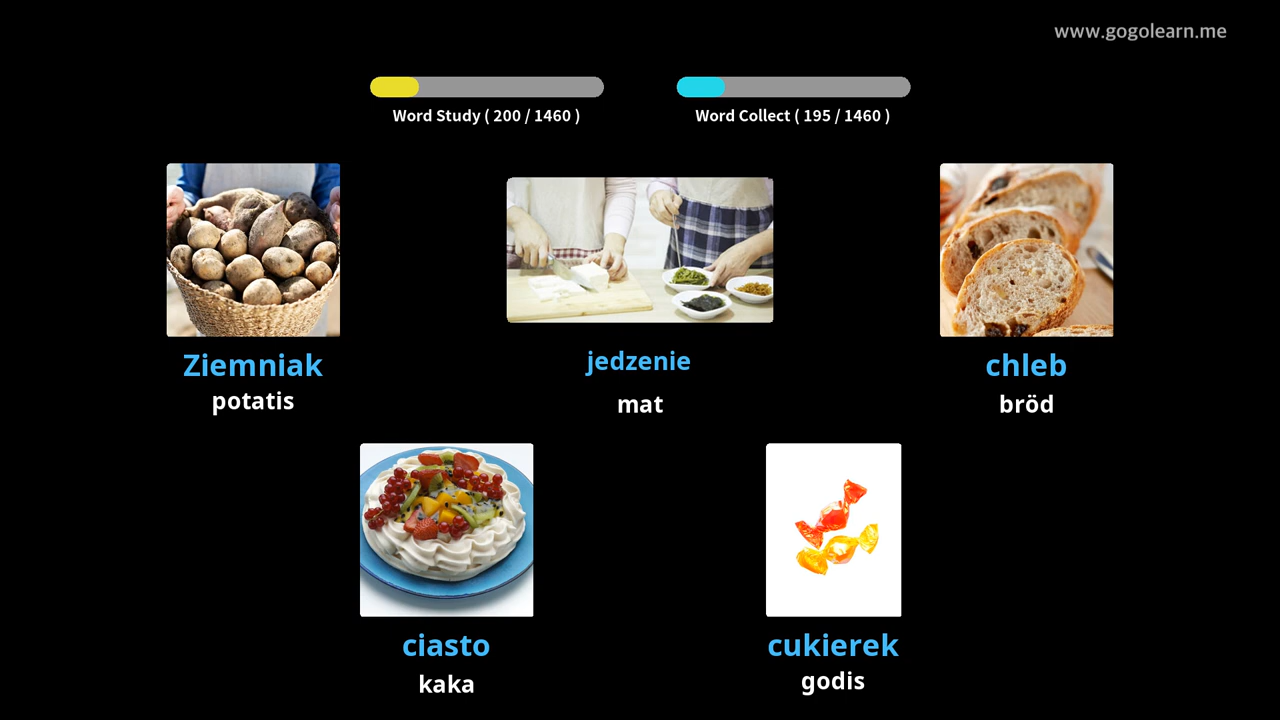 www.gogolearn.me
Word Study ( 200 / 1460 )
Word Collect ( 195 / 1460 )
Ziemniak
potatis
jedzenie
mat
chleb
bröd
ciasto
kaka
cukierek
godis